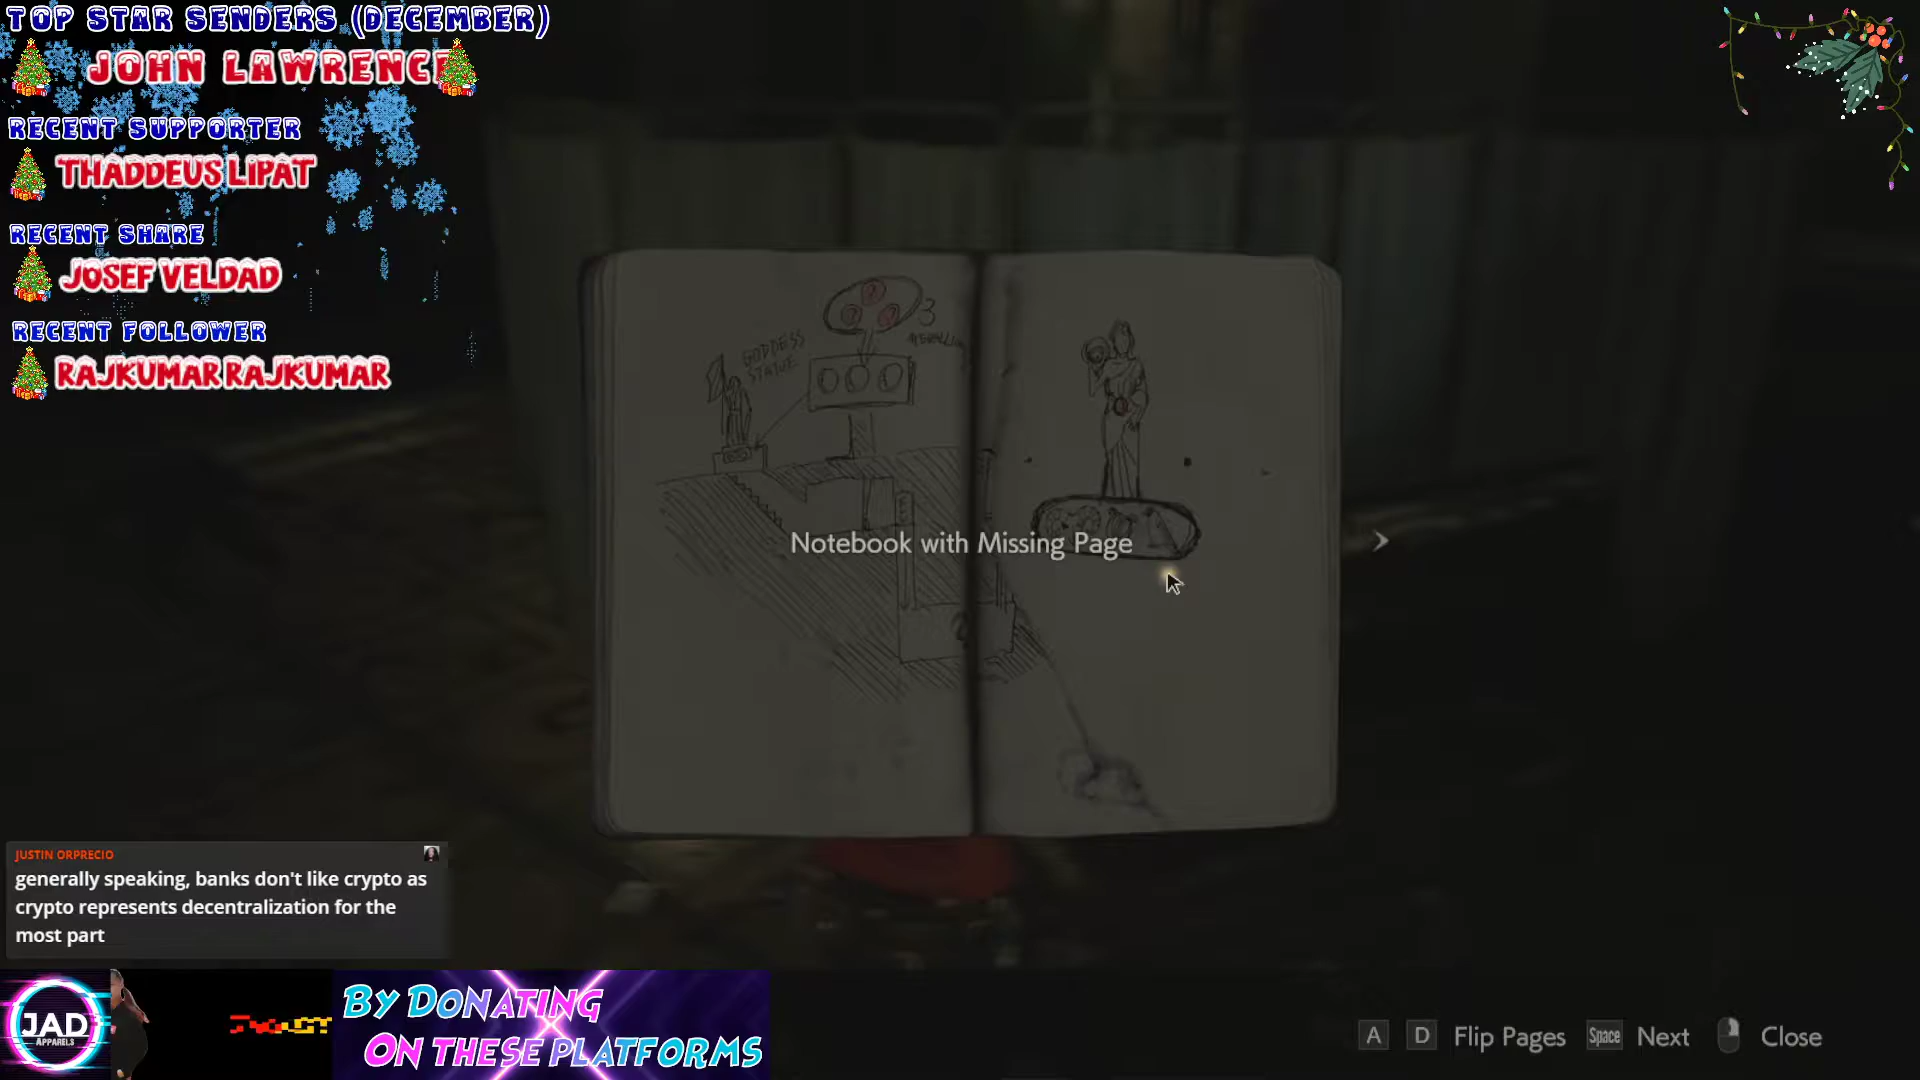 TOP STAR SENDERS (DECEMBER)
JOHN LAWRENCE
RECENT SUPPORTER
THADDEUS LIPAT
RECENT SHARE
JOSEF VELDAD
RECENT FOLLOWER
RAJKUMAR RAJKUMAR
3
GODDESS
STATUE
Notebook with Missing Page
JUSTIN ORPRECIO
generally speaking, banks don't like crypto as
crypto represents decentralization for the
most part
JAD
APPARELS
BY DONATING
ON THESE PLATFORMS
A D Flip Pages Space Next Close